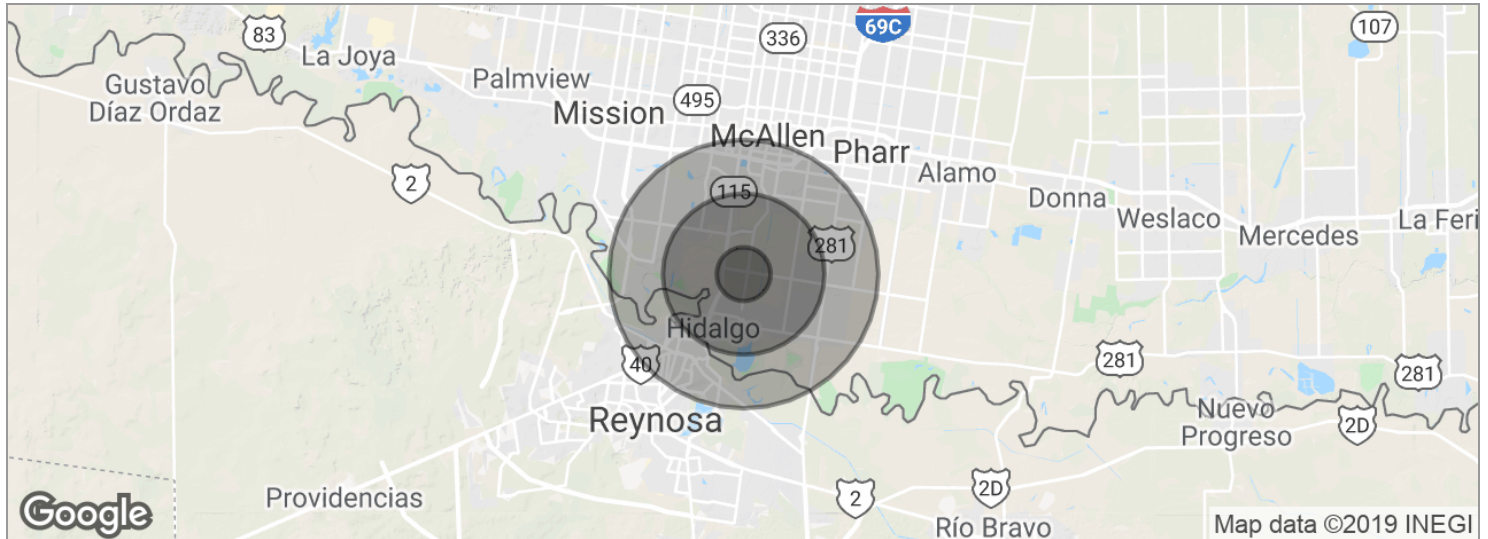 83
La Joya
336
69C
107
Gustavo
Díaz Ordaz
Palmview
Mission
495
McAllen
Pharr
Alamo
Donna
Weslaco
Mercedes
La Feri
2
115
281
Hidalgo
40
Reynosa
281
281
Nuevo
Progreso
2D
Providencias
2
2D
Río Bravo
Google
Map data ©2019 INEGI